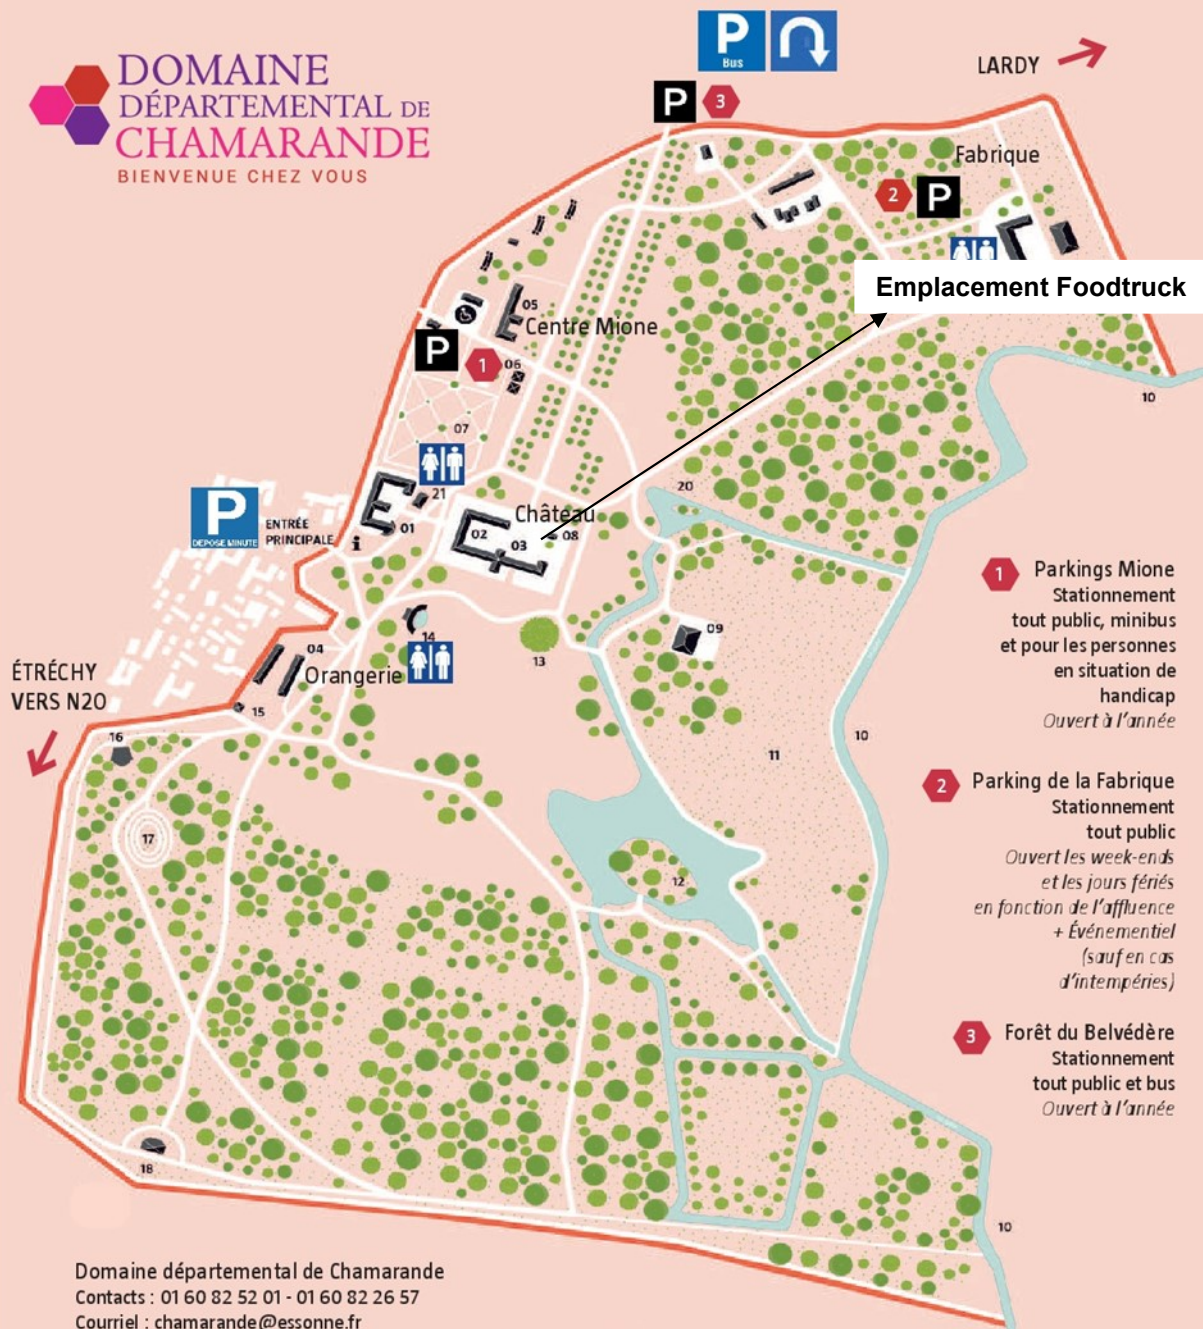 DOMAINE
DÉPARTEMENTAL DE
CHAMARANDE
BIENVENUE CHEZ VOUS
P
Bus
P
3
LARDY
Fabrique
2
P
Emplacement Foodtruck
05
Centre Mione
P
1
06
10
07
21
20
P
DEPOSE MINUTE
ENTRÉE
PRINCIPALE
i
01
Château
02
03
08
14
09
13
04
Orangerie
15
ÉTRÉCHY
VERS N20
16
17
11
10
12
18
10
1
Parkings Mione
Stationnement
tout public, minibus
et pour les personnes
en situation de
handicap
Ouvert à l'année
2
Parking de la Fabrique
Stationnement
tout public
Ouvert les week-ends
et les jours fériés
en fonction de l'affluence
+ Événementiel
(sauf en cas
d'intempéries)
3
Forêt du Belvédère
Stationnement
tout public et bus
Ouvert à l'année
Domaine départemental de Chamarande
Contacts : 01 60 82 52 01 - 01 60 82 26 57
Courriel : chamarande@essonne.fr